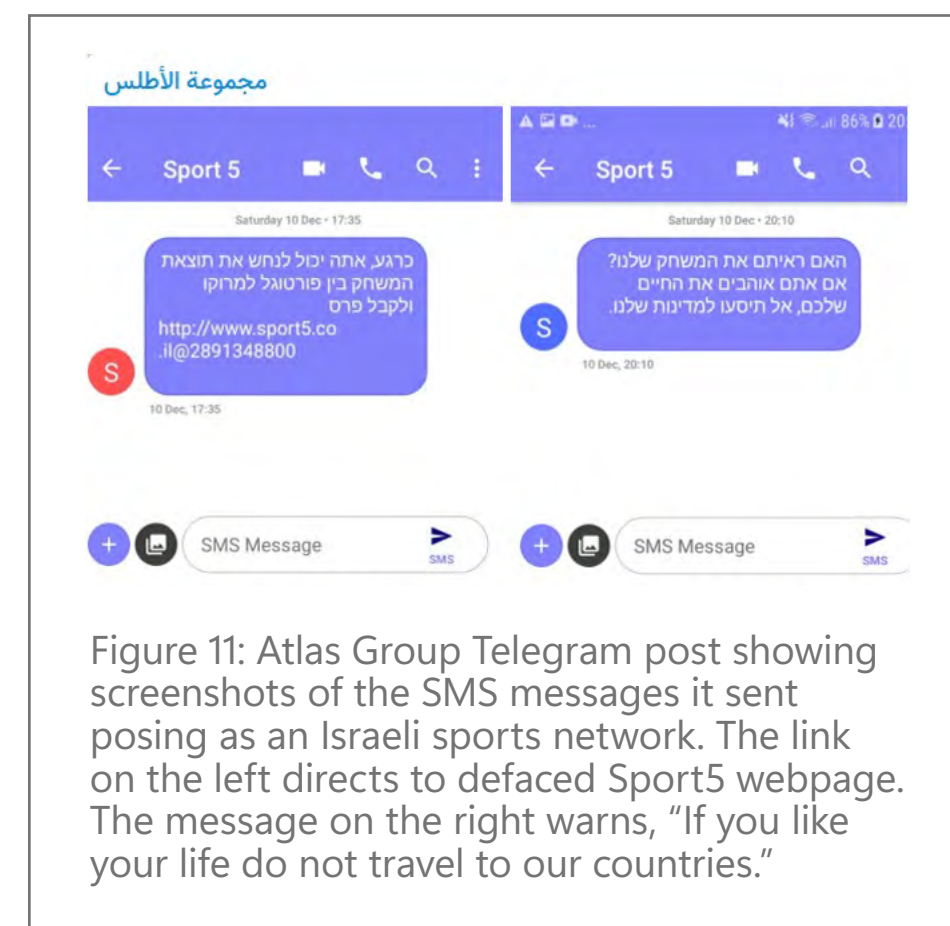 مجموعة الأطلس
← Sport 5
Saturday 10 Dec • 17:35
כרגע, אתה יכול לנחש את תוצאת
המשחק בין פורטוגל למרוקו
ולקבל פרס
http://www.sport5.co
.il@2891348800
S
10 Dec, 17:35
+
SMS Message
SMS
86% 20
← Sport 5
Saturday 10 Dec • 20:10
האם ראיתם את המשחק שלנו?
אם אתם אוהבים את החיים
שלכם, אל תיסעו למדינות שלנו.
S
10 Dec, 20:10
+
SMS Message
SMS
Figure 11: Atlas Group Telegram post showing
screenshots of the SMS messages it sent
posing as an Israeli sports network. The link
on the left directs to defaced Sport5 webpage.
The message on the right warns, “If you like
your life do not travel to our countries.”